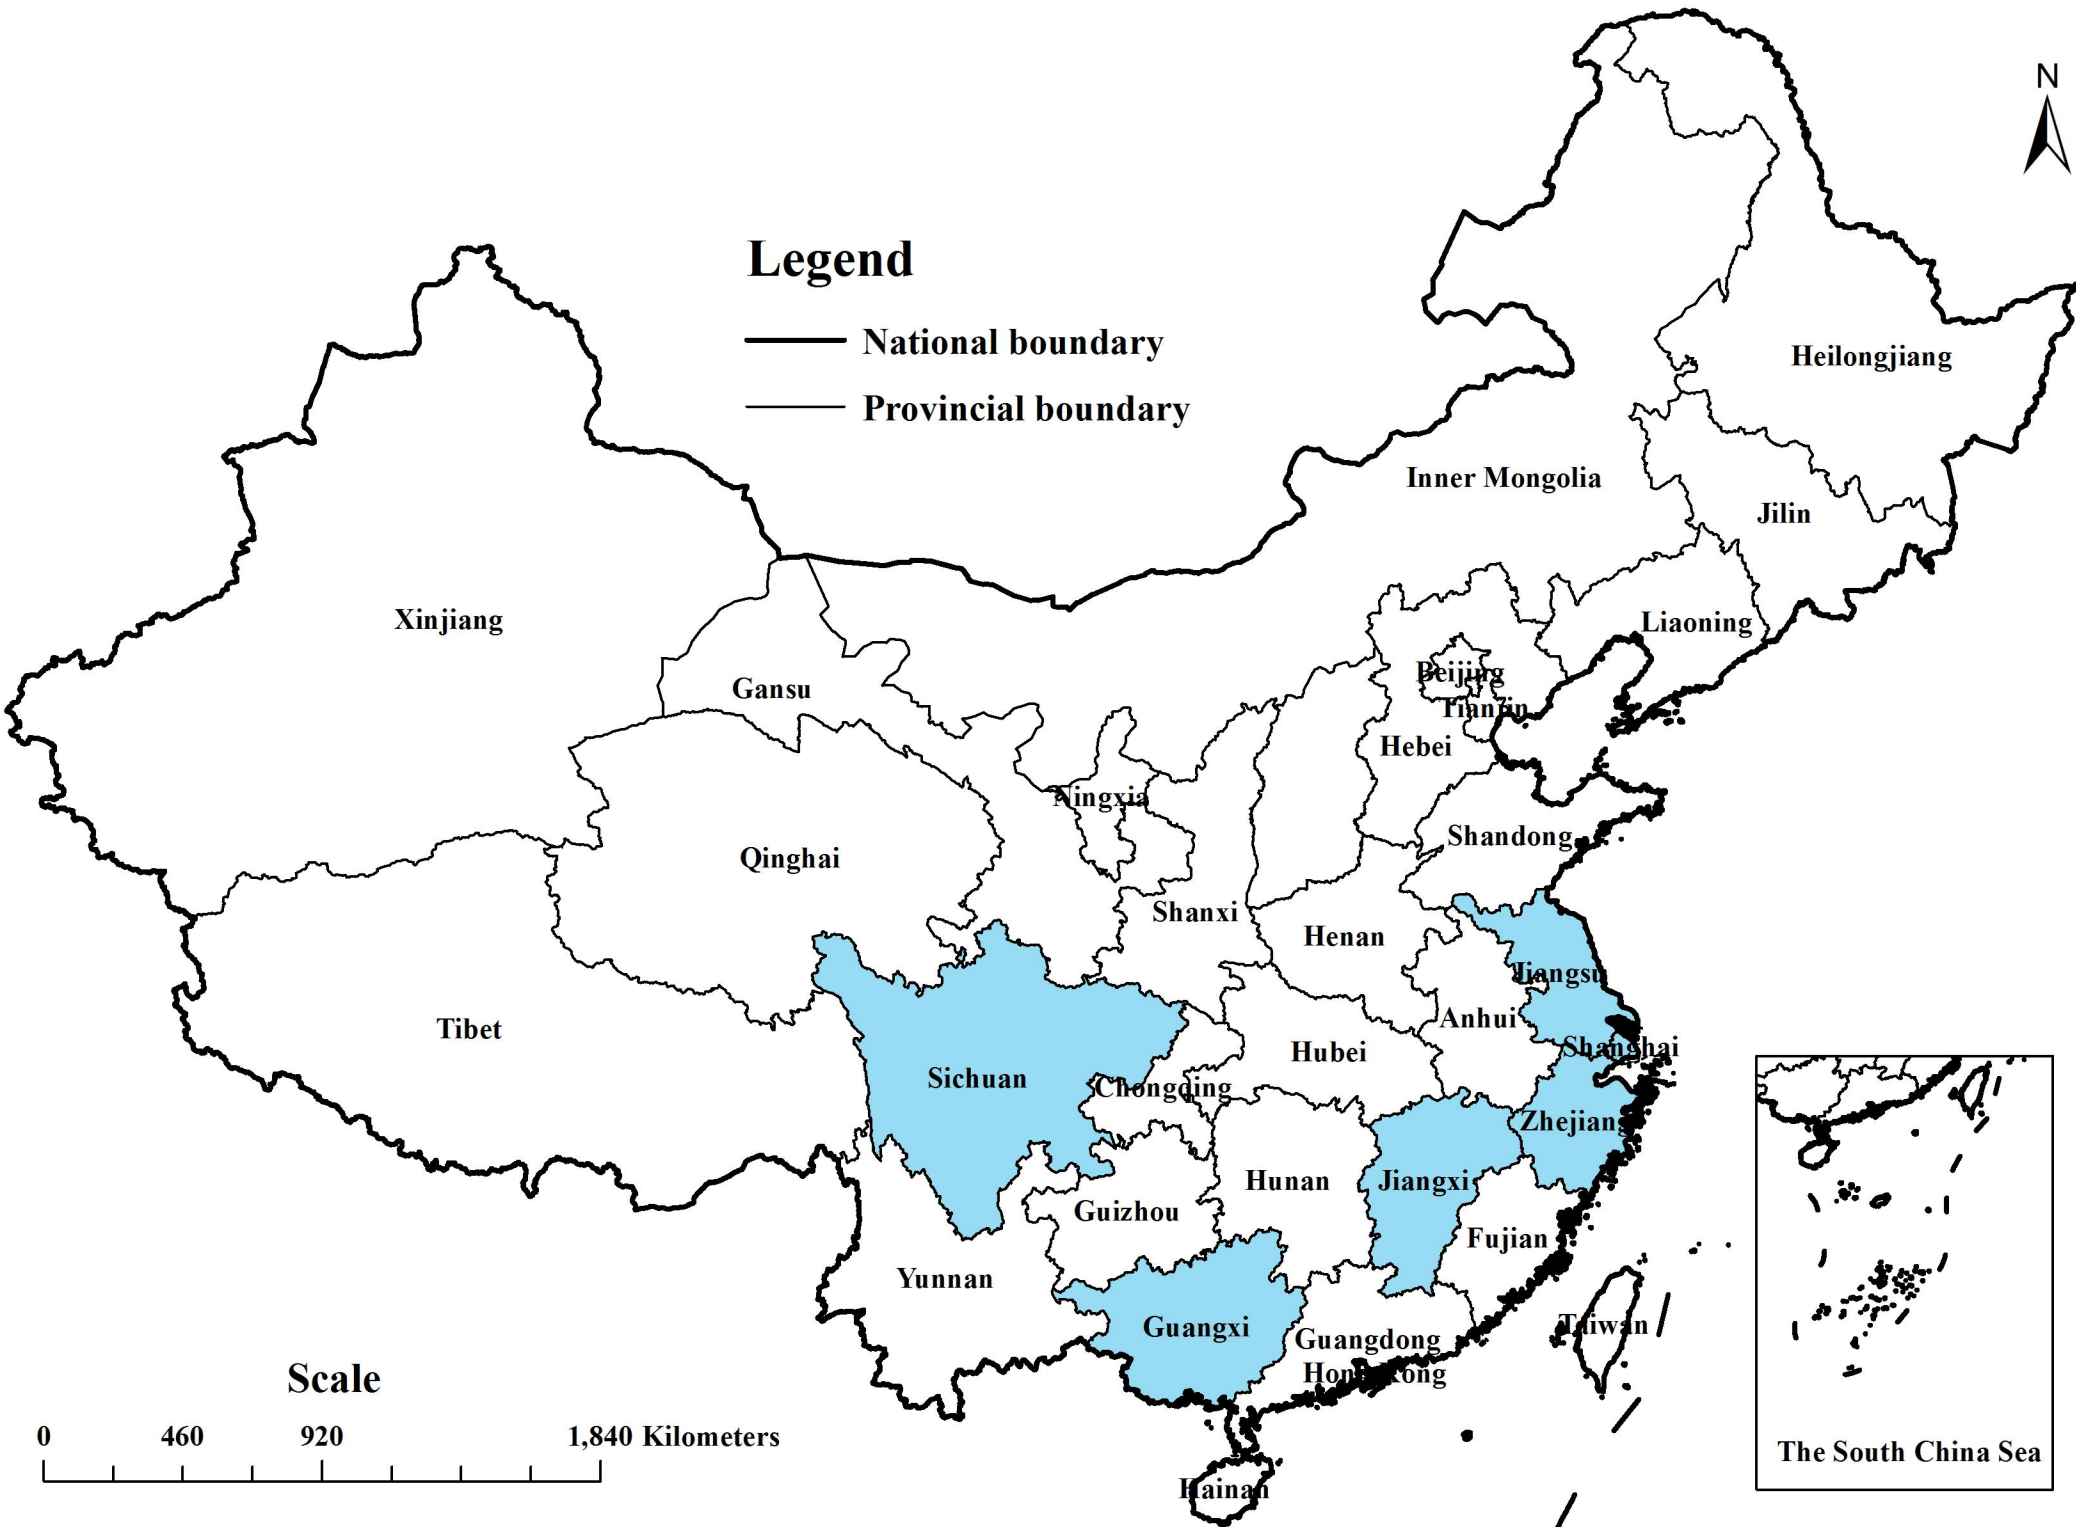 N
Legend
National boundary
Provincial boundary
Heilongjiang
Inner Mongolia
Jilin
Xinjiang
Liaoning
Beijing
Gansu
Tianjin
Hebei
Ningxia
Shandong
Qinghai
Shanxi
Henan
Jiangsu
Anhui
Tibet
Shanghai
Hubei
Sichuan
Chongqing
Zhejiang
Hunan
Jiangxi
Guizhou
Fujian
Yunnan
Taiwan
Guangxi
Guangdong
Hong Kong
Scale
0 460 920 1,840 Kilometers
The South China Sea
Hainan